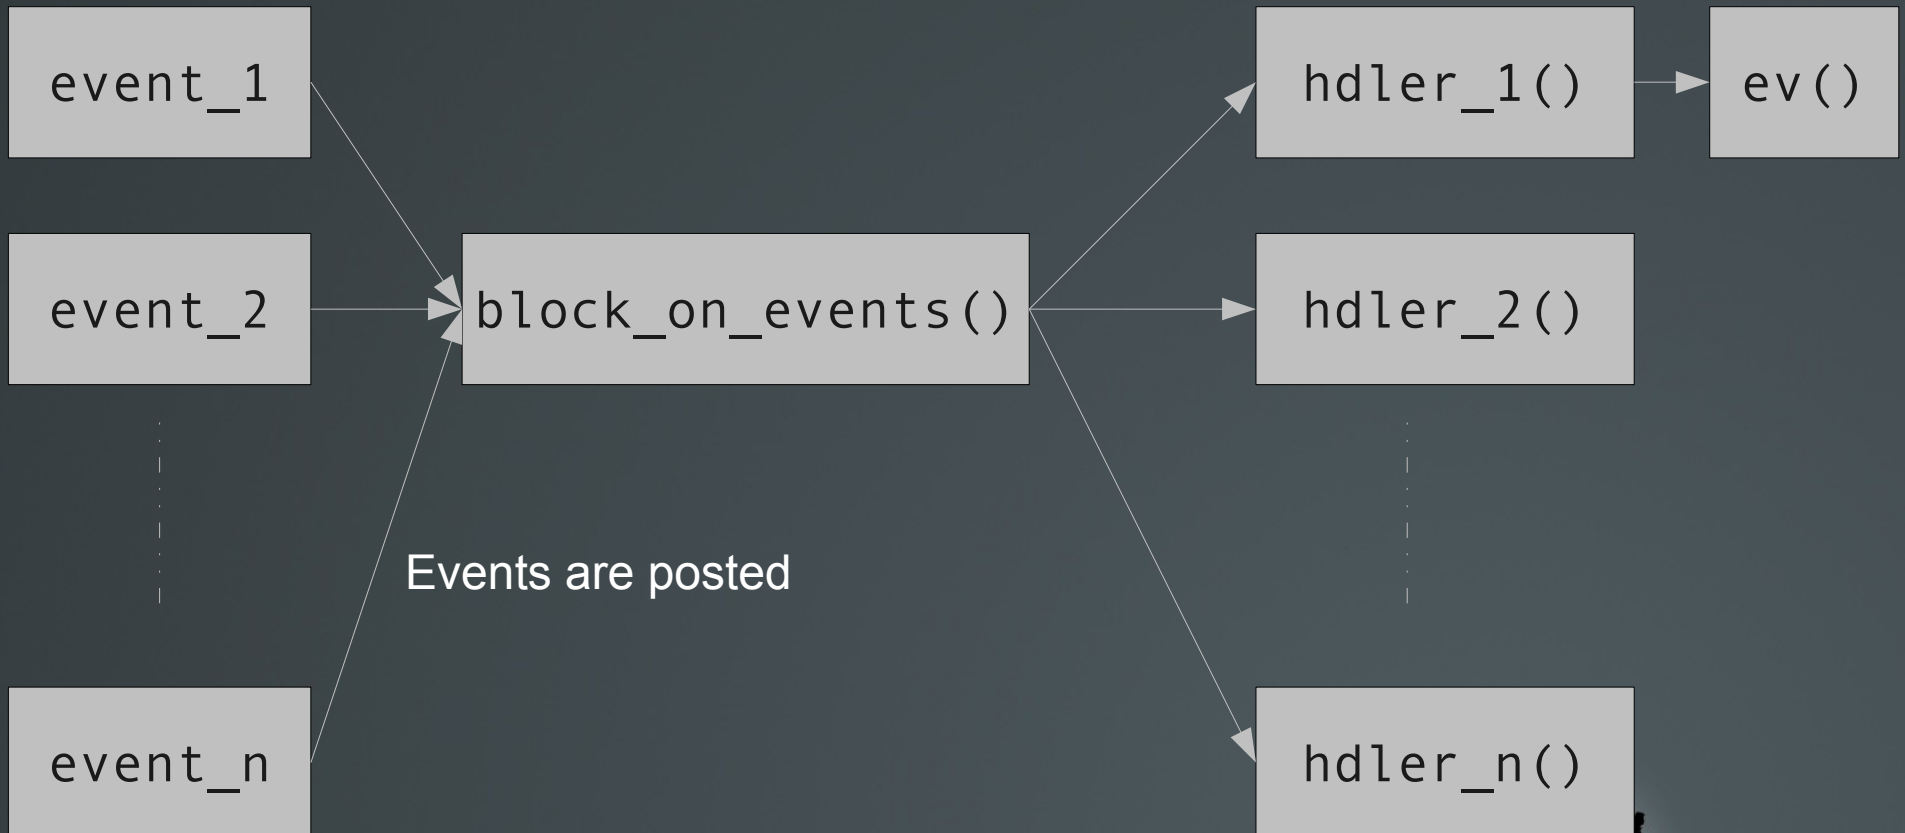 event_1
hdler_1()
ev()
event_2
block_on_events()
hdler_2()
Events are posted
event_n
hdler_n()